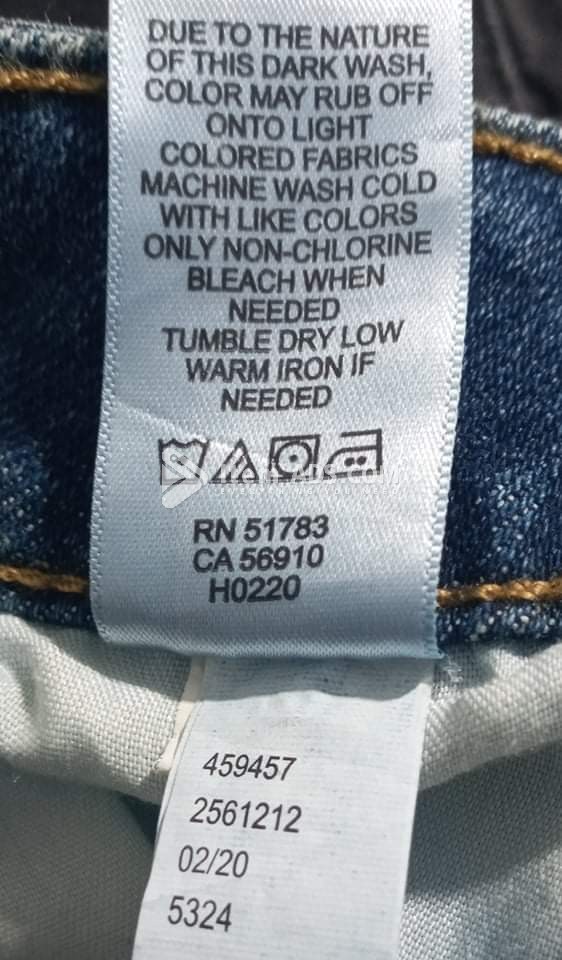 DUE TO THE NATURE
OF THIS DARK WASH,
COLOR MAY RUB OFF
ONTO LIGHT
COLORED FABRICS
MACHINE WASH COLD
WITH LIKE COLORS
ONLY NON-CHLORINE
BLEACH WHEN
NEEDED
TUMBLE DRY LOW
WARM IRON IF
NEEDED
RN 51783
CA 56910
H0220
459457
2561212
02/20
5324